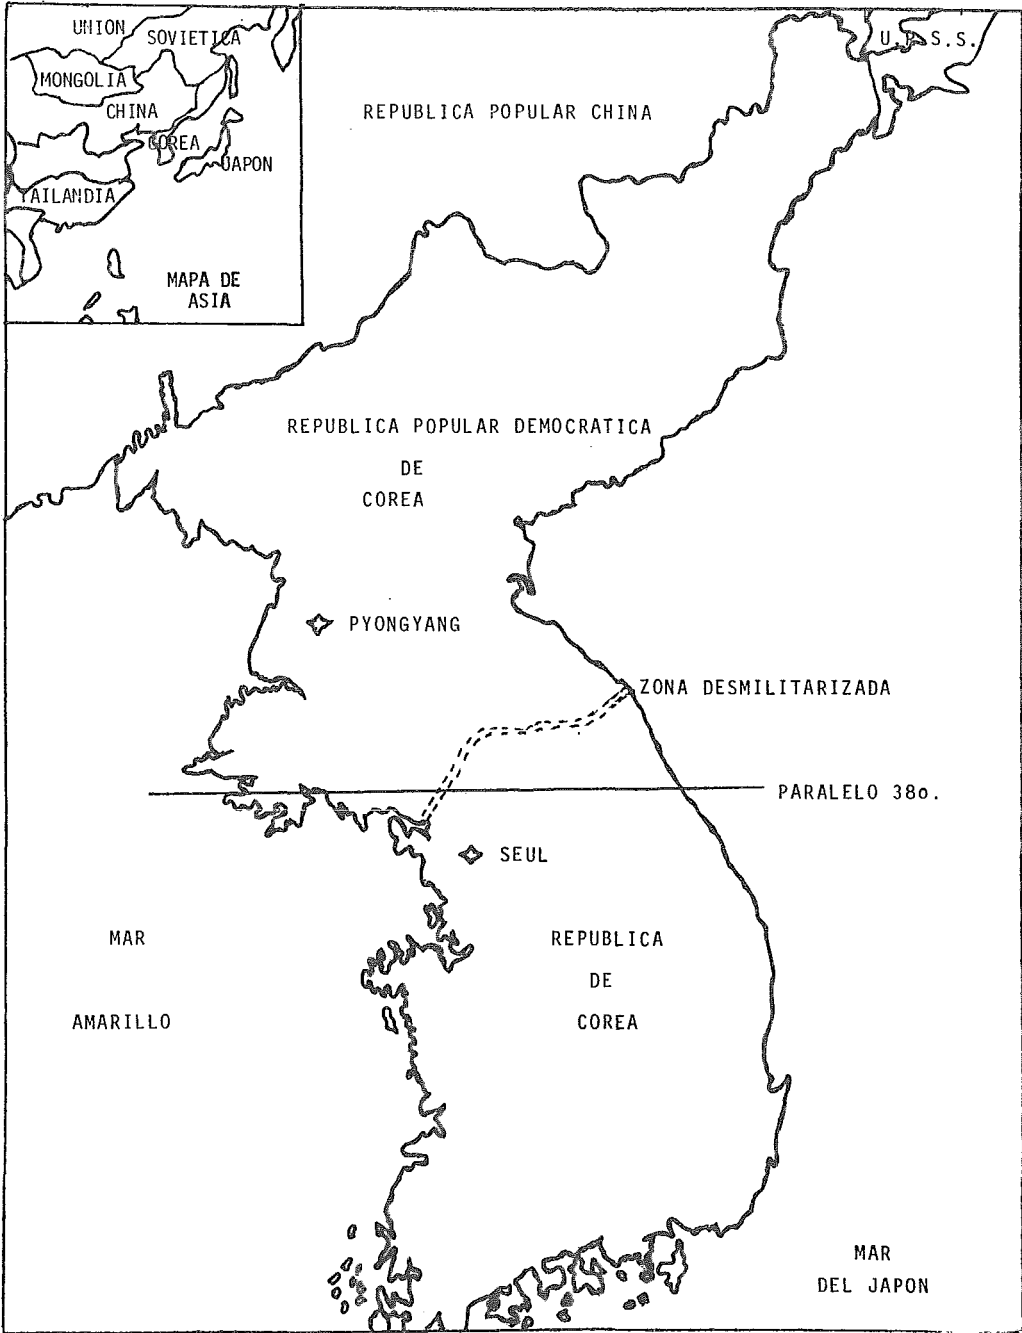 UNION
SOVIETICA
MONGOLIA
CHINA
COREA
JAPON
TAILANDIA
MAPA DE
ASIA
U.R.S.S.
REPUBLICA POPULAR CHINA
REPUBLICA POPULAR DEMOCRATICA
DE
COREA
PYONGYANG
ZONA DESMILITARIZADA
PARALELO 38o.
SEUL
MAR
AMARILLO
REPUBLICA
DE
COREA
MAR
DEL JAPON